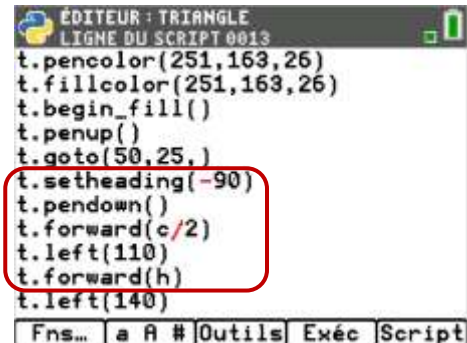 ÉDITEUR : TRIANGLE
LIGNE DU SCRIPT 0013
t.pencolor(251,163,26)
t.fillcolor(251,163,26)
t.begin_fill()
t.penup()
t.goto(50,25,)
t.setheading(-90)
t.pendown()
t.forward(c/2)
t.left(110)
t.forward(h)
t.left(140)
Fns… a A # Outils Exéc Script